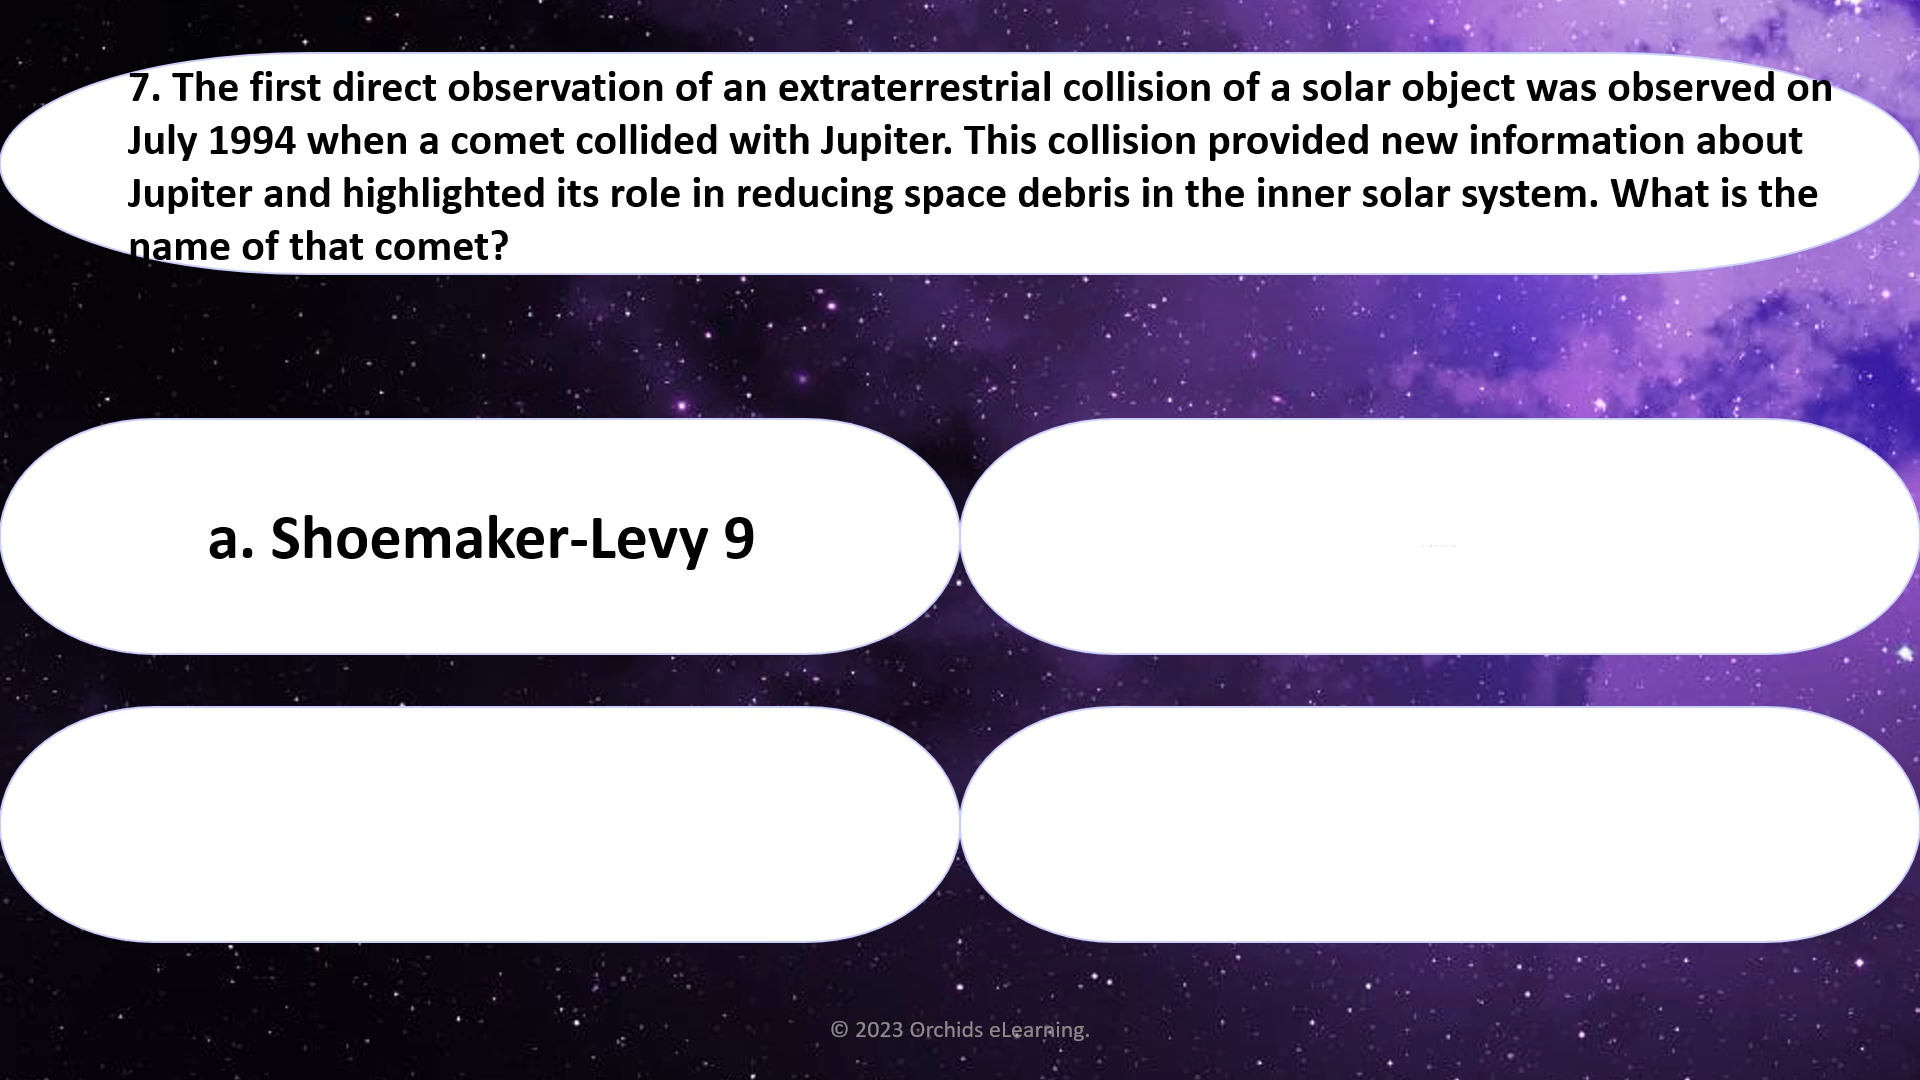 7. The first direct observation of an extraterrestrial collision of a solar object was observed on
July 1994 when a comet collided with Jupiter. This collision provided new information about
Jupiter and highlighted its role in reducing space debris in the inner solar system. What is the
name of that comet?
a. Shoemaker-Levy 9
© 2023 Orchids eLearning.